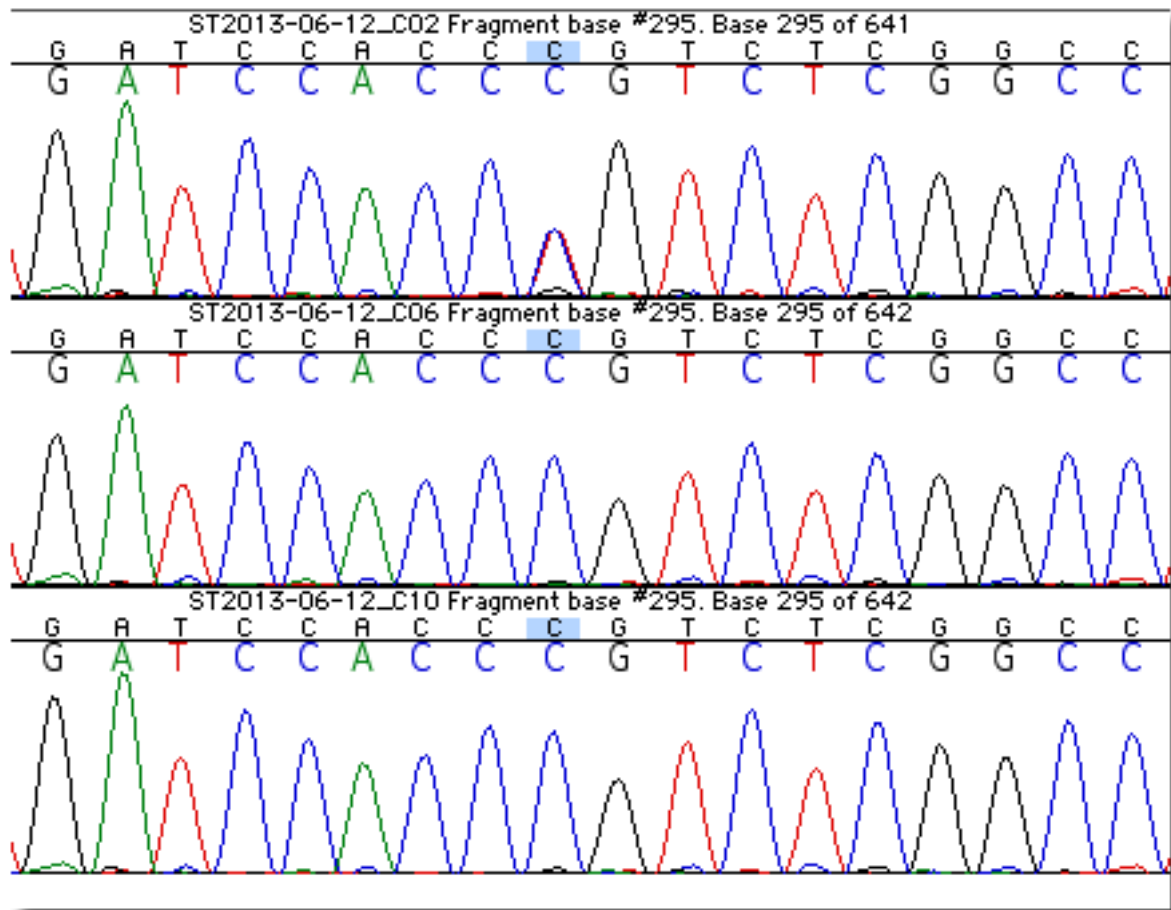 ST2013-06-12_C02 Fragment base #295. Base 295 of 641
G A T C C A C C C G T C T C G G C C
G A T C C A C C C G T C T C G G C C
ST2013-06-12_C06 Fragment base #295. Base 295 of 642
G A T C C A C C C G T C T C G G C C
G A T C C A C C C G T C T C G G C C
ST2013-06-12_C10 Fragment base #295. Base 295 of 642
G A T C C A C C C G T C T C G G C C
G A T C C A C C C G T C T C G G C C